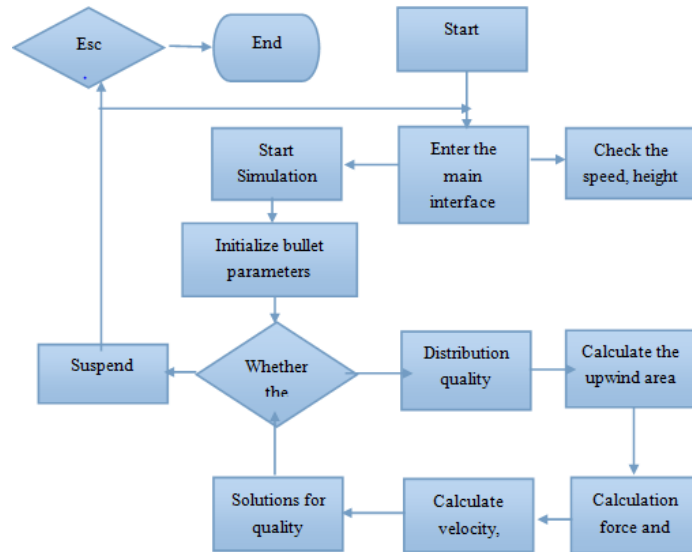 Esc
.
End
Start
Start
Simulation
Enter the
main
interface
Check the
speed, height
Initialize bullet
parameters
Suspend
Whether
the
Distribution
quality
Calculate the
upwind area
Solutions for
quality
Calculate
velocity,
Calculation
force and